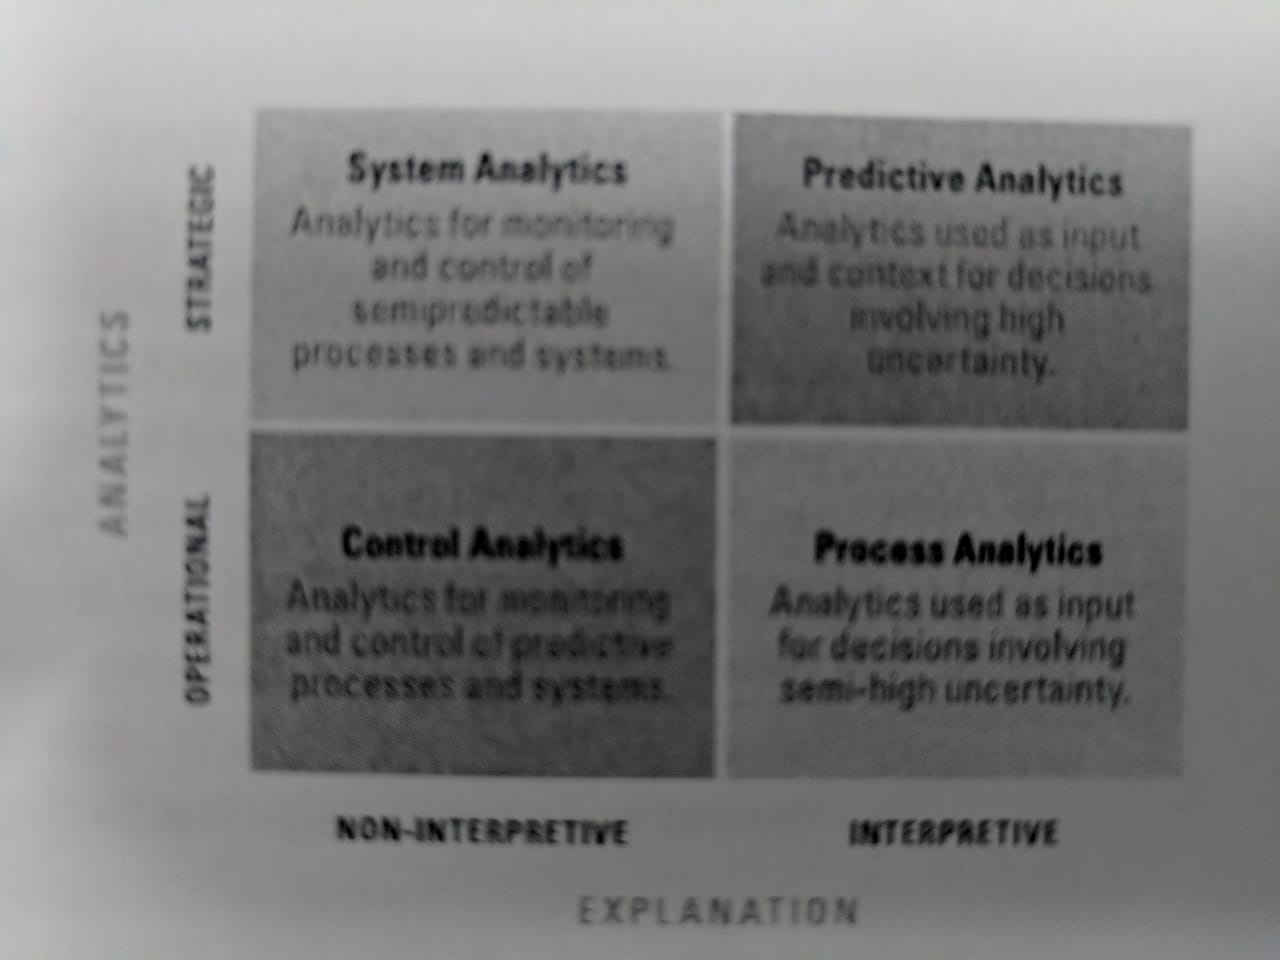 ANALYTICS
STRATEGIC
System Analytics
Analytics for monitoring
and control of
semipredictable
processes and systems.
Predictive Analytics
Analytics used as input
and context for decisions
involving high
uncertainty.
OPERATIONAL
Control Analytics
Analytics for monitoring
and control of predictive
processes and systems.
Process Analytics
Analytics used as input
for decisions involving
semi-high uncertainty.
NON-INTERPRETIVE
INTERPRETIVE
EXPLANATION